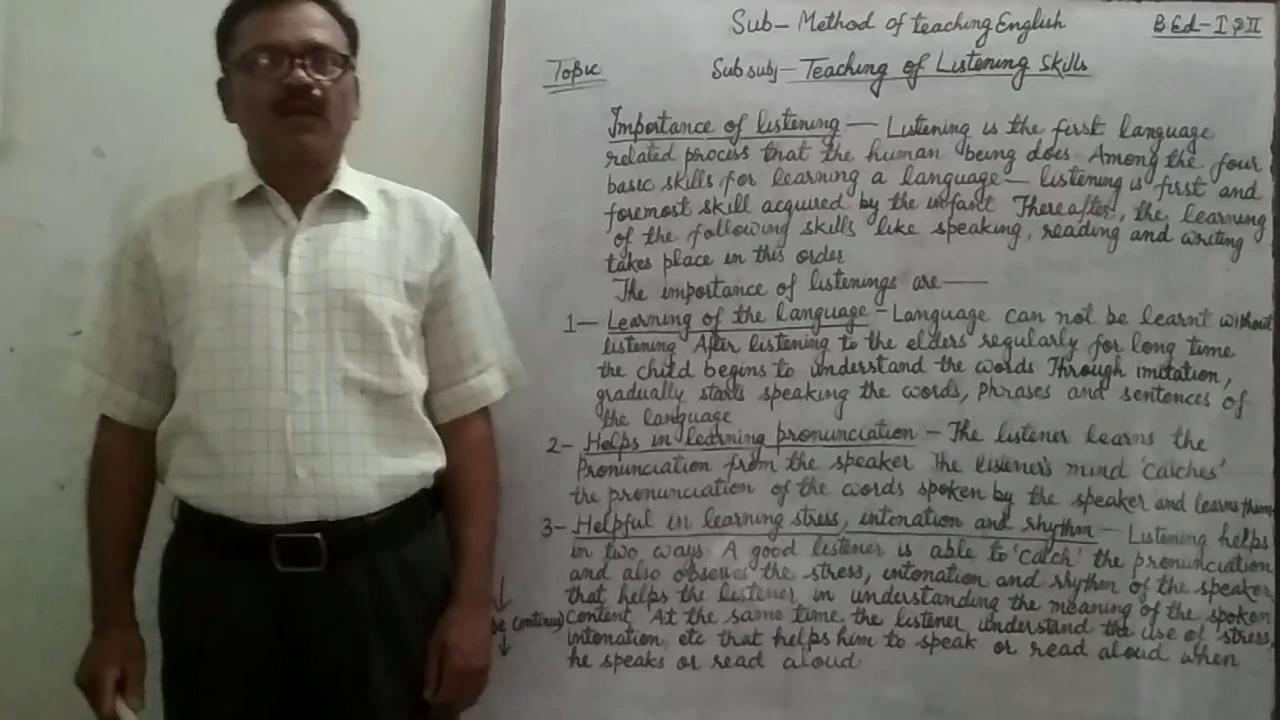 Sub- Method of teaching English
B Ed- I & II
Topic
Sub subj- Teaching of Listening Skills
Importance of listening — Listening is the first language
related process that the human being does. Among the four
basic skills for learning a language — listening is first and
foremost skill acquired by the infant Thereafter, the learning
of the following skills like speaking, reading and writing
takes place in this order
The importance of listenings are —
1— Learning of the language - Language can not be learnt without
listening After listening to the elders regularly for long time
the child begins to understand the words Through imitation,
gradually starts speaking the words, phrases and sentences of
the language
2- Helps in learning pronunciation - The listener learns the
Pronunciation from the speaker The listener's mind 'catches'
the pronunciation of the words spoken by the speaker and learns them
3- Helpful in learning stress, intonation and rhythm - Listening helps
in two ways. A good listener is able to 'catch' the pronunciation
and also observes the stress, intonation and rhythm of the speaker,
that helps the listener in understanding the meaning of the spoken
content. At the same time, the listener understand the use of stress,
intonation, etc that helps him to speak or read aloud when
he speaks or read aloud.
↓
be continue)
↓